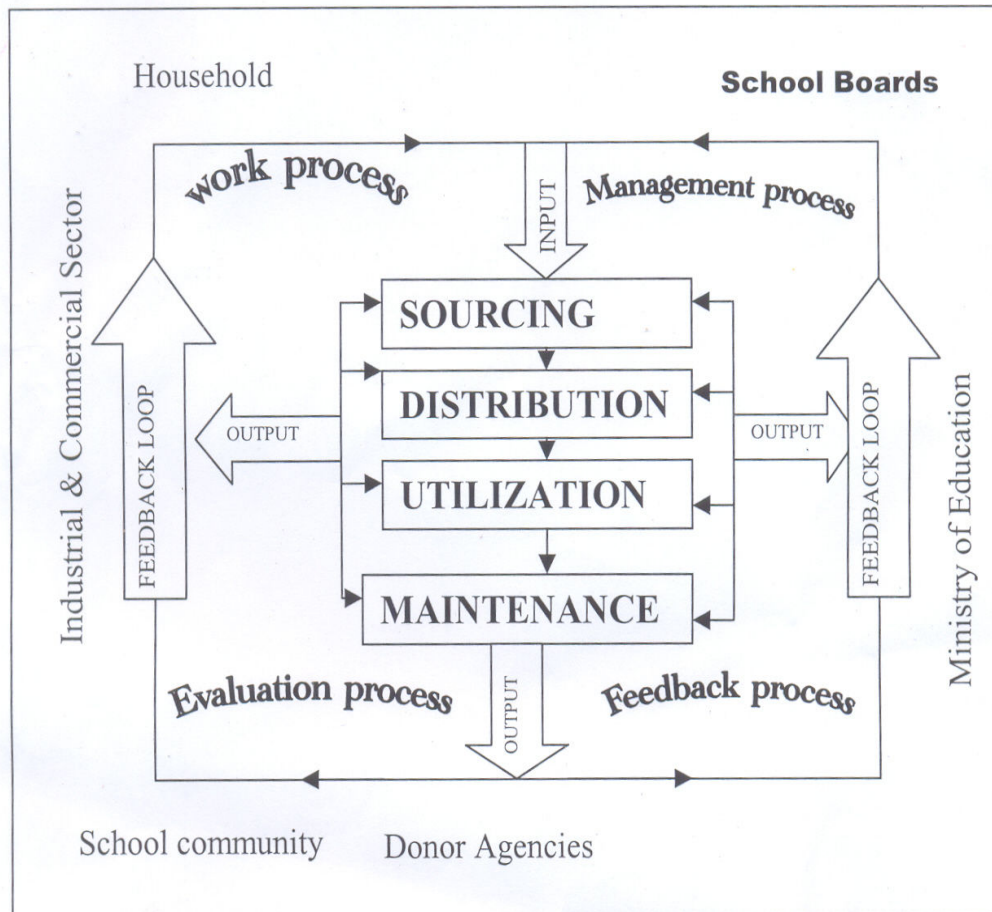 Household
School Boards
work process
Management process
INPUT
Industrial & Commercial Sector
FEEDBACK LOOP
SOURCING
DISTRIBUTION
OUTPUT
OUTPUT
UTILIZATION
MAINTENANCE
FEEDBACK LOOP
Ministry of Education
Evaluation process
OUTPUT
Feedback process
School community
Donor Agencies